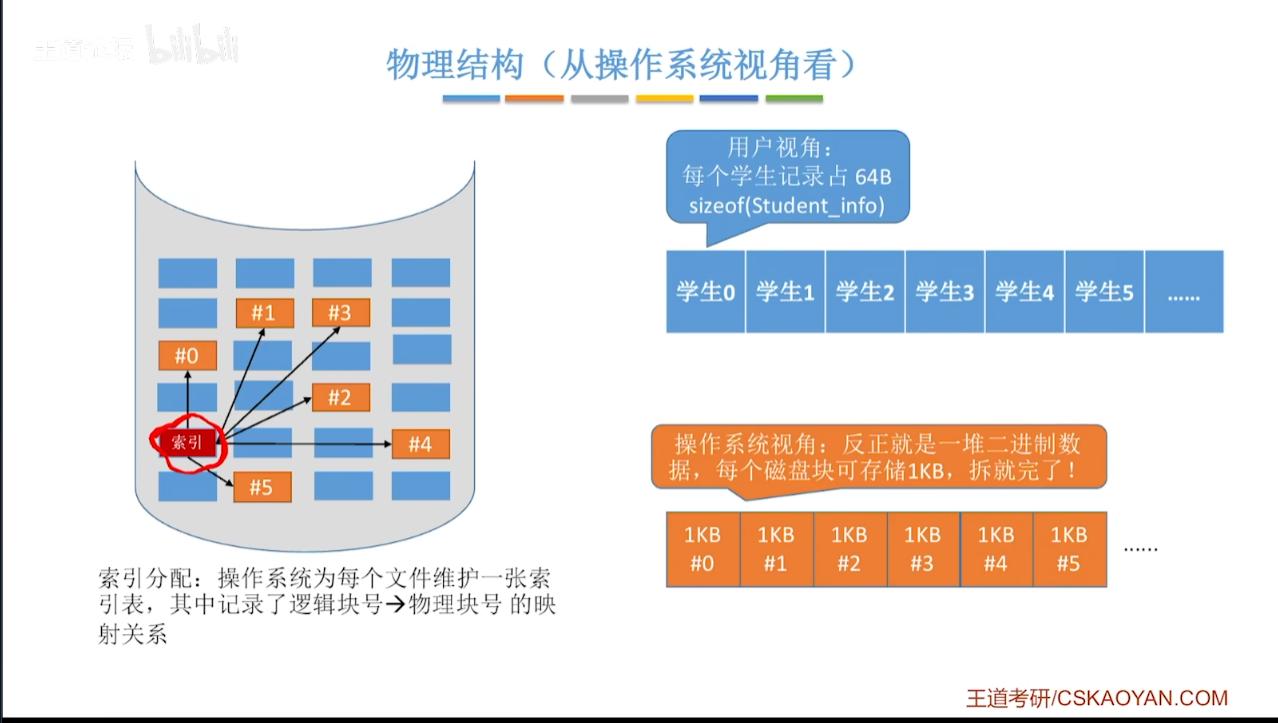 王道论坛 bilibili
物理结构（从操作系统视角看）
用户视角：
每个学生记录占 64B
sizeof(Student_info)
学生0 学生1 学生2 学生3 学生4 学生5 ……
#1 #3
#0
#2
索引 #4
#5
操作系统视角：反正就是一堆二进制数
据，每个磁盘块可存储1KB，拆就完了！
1KB 1KB 1KB 1KB 1KB 1KB
#0 #1 #2 #3 #4 #5 ……
索引分配：操作系统为每个文件维护一张索
引表，其中记录了逻辑块号→物理块号 的映
射关系
王道考研/CSKAOYAN.COM